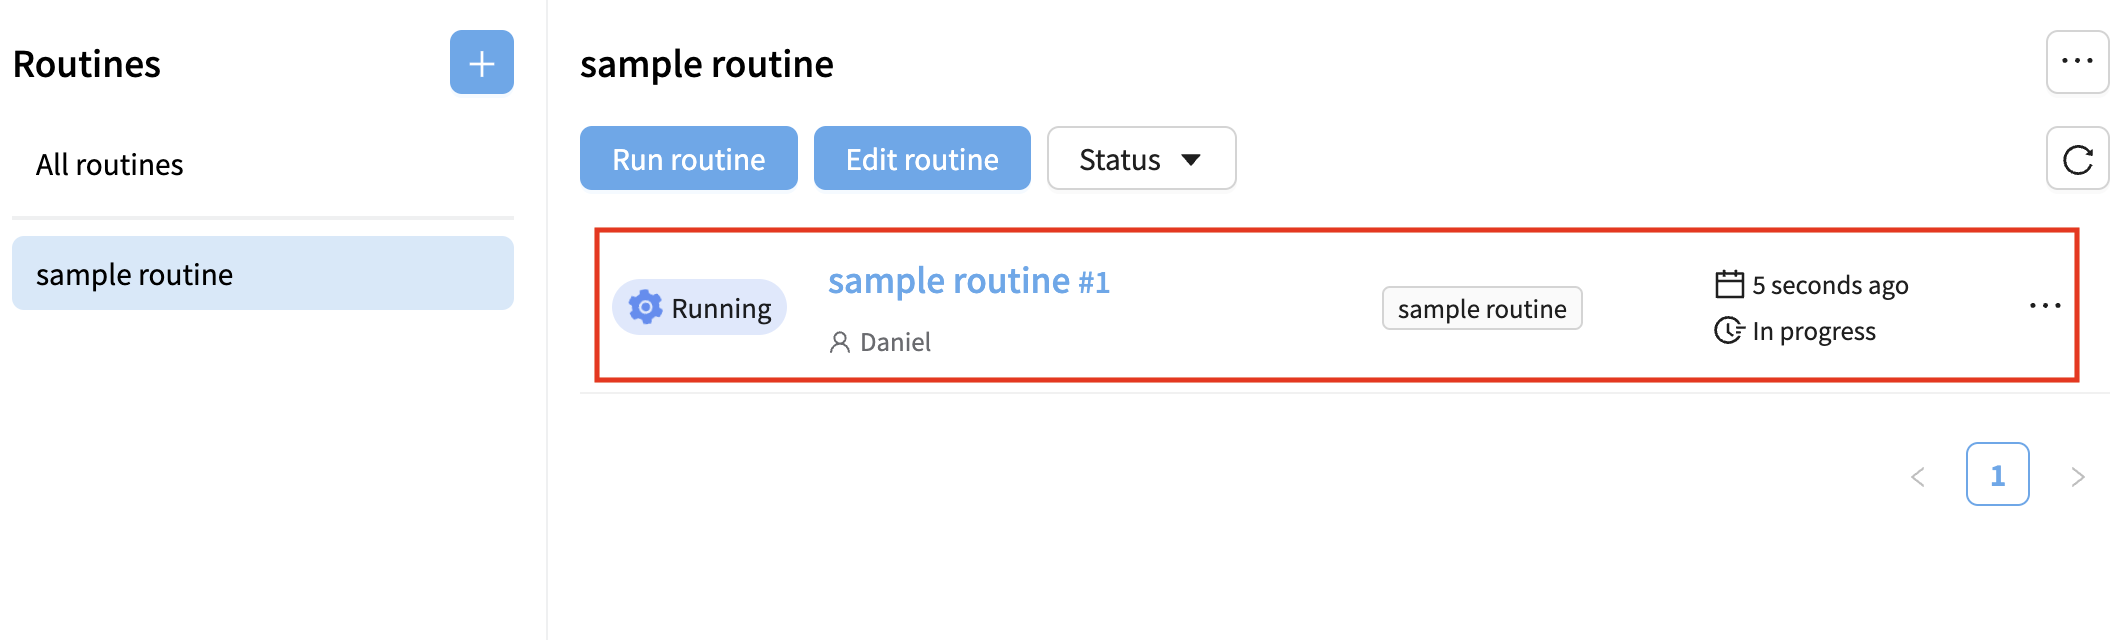 Routines
All routines
sample routine
sample routine
Run routine
Edit routine
Status
Running
sample routine #1
Daniel
sample routine
5 seconds ago
In progress
1